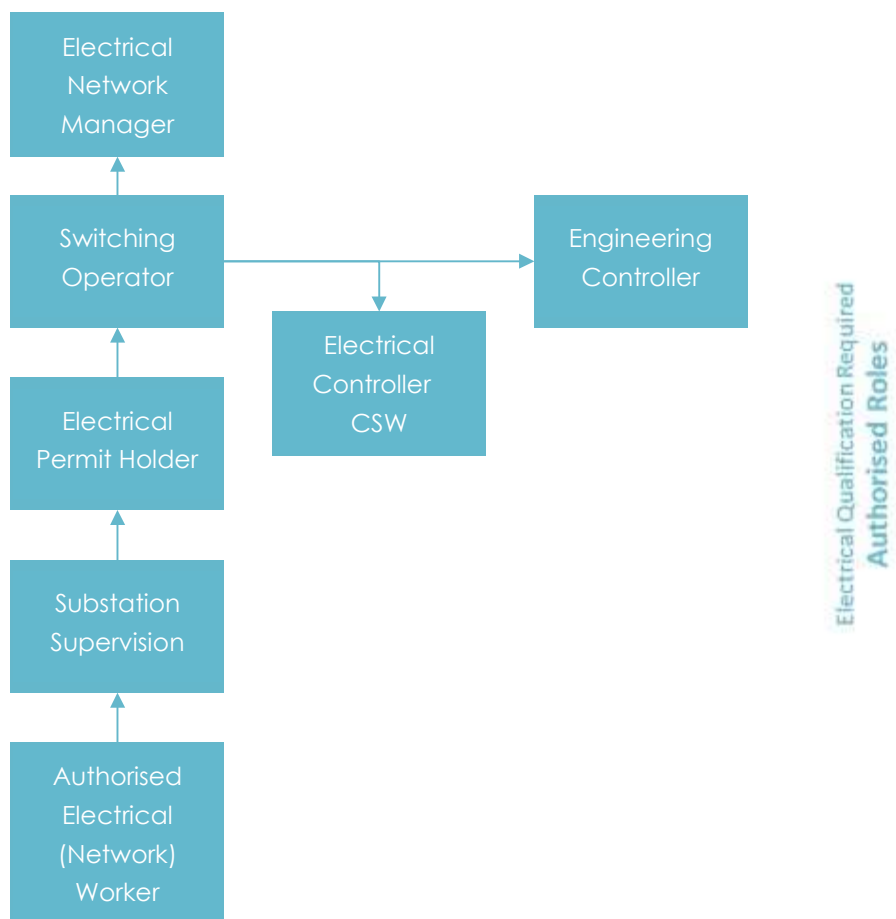 Electrical
Network
Manager
Switching
Operator
Engineering
Controller
Electrical
Controller
CSW
Electrical
Permit Holder
Substation
Supervision
Authorised
Electrical
(Network)
Worker
Electrical Qualification Required
Authorised Roles